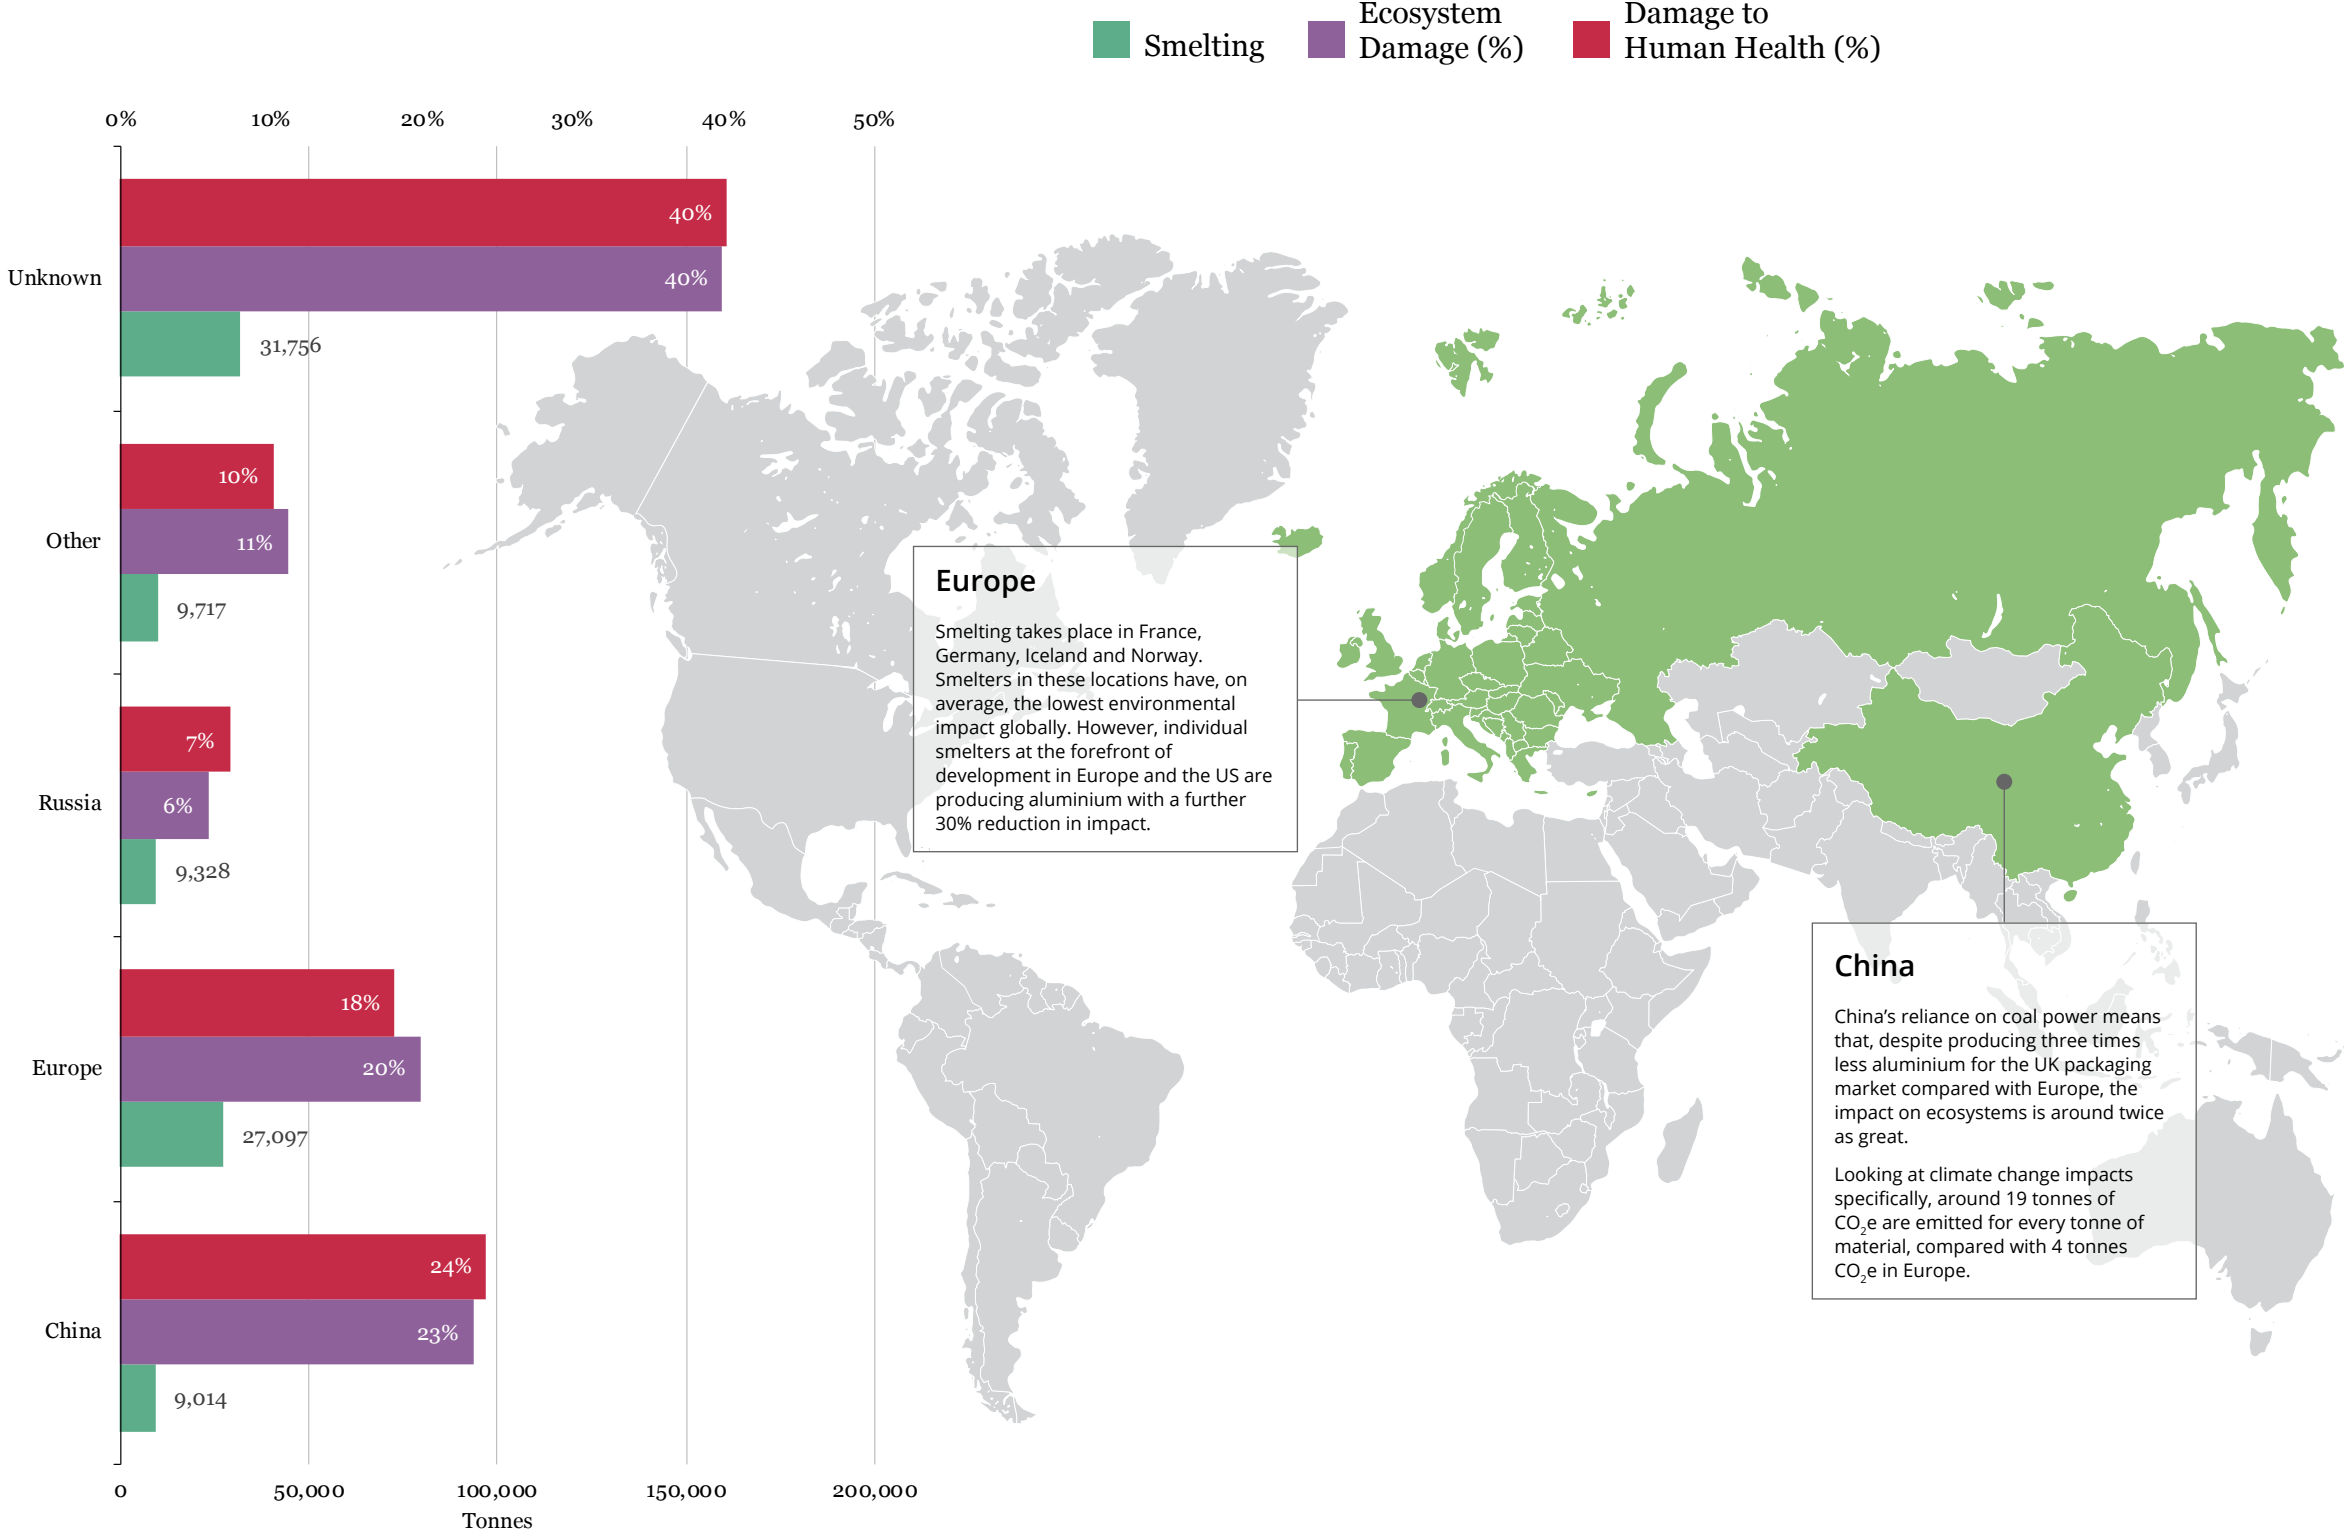 Smelting
Ecosystem
Damage (%)
Damage to
Human Health (%)
0% 10% 20% 30% 40% 50%
Unknown
40%
40%
31,756
Other
10%
11%
9,717
Russia
7%
6%
9,328
Europe
18%
20%
27,097
China
24%
23%
9,014
0 50,000 100,000 150,000 200,000
Tonnes
Europe
Smelting takes place in France,
Germany, Iceland and Norway.
Smelters in these locations have, on
average, the lowest environmental
impact globally. However, individual
smelters at the forefront of
development in Europe and the US are
producing aluminium with a further
30% reduction in impact.
China
China’s reliance on coal power means
that, despite producing three times
less aluminium for the UK packaging
market compared with Europe, the
impact on ecosystems is around twice
as great.
Looking at climate change impacts
specifically, around 19 tonnes of
CO₂e are emitted for every tonne of
material, compared with 4 tonnes
CO₂e in Europe.